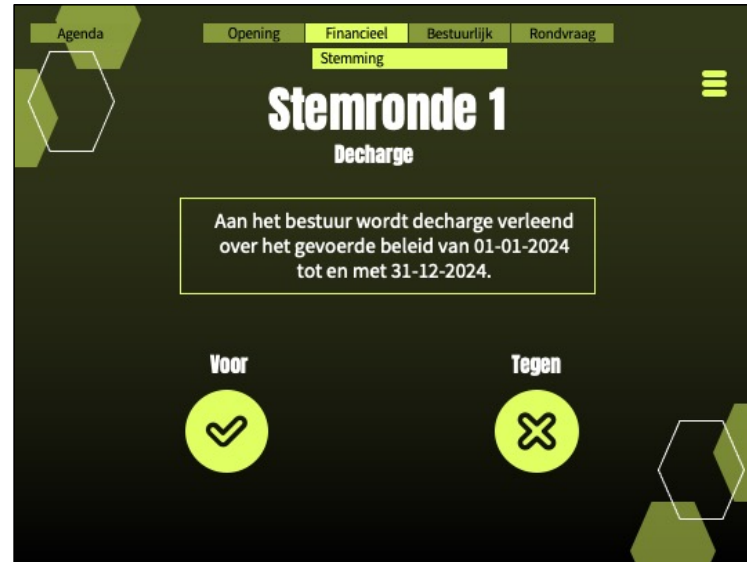 Agenda
Opening
Financieel
Bestuurlijk
Rondvraag
Stemming
Stemronde 1
Decharge
Aan het bestuur wordt decharge verleend
over het gevoerde beleid van 01-01-2024
tot en met 31-12-2024.
Voor
Tegen